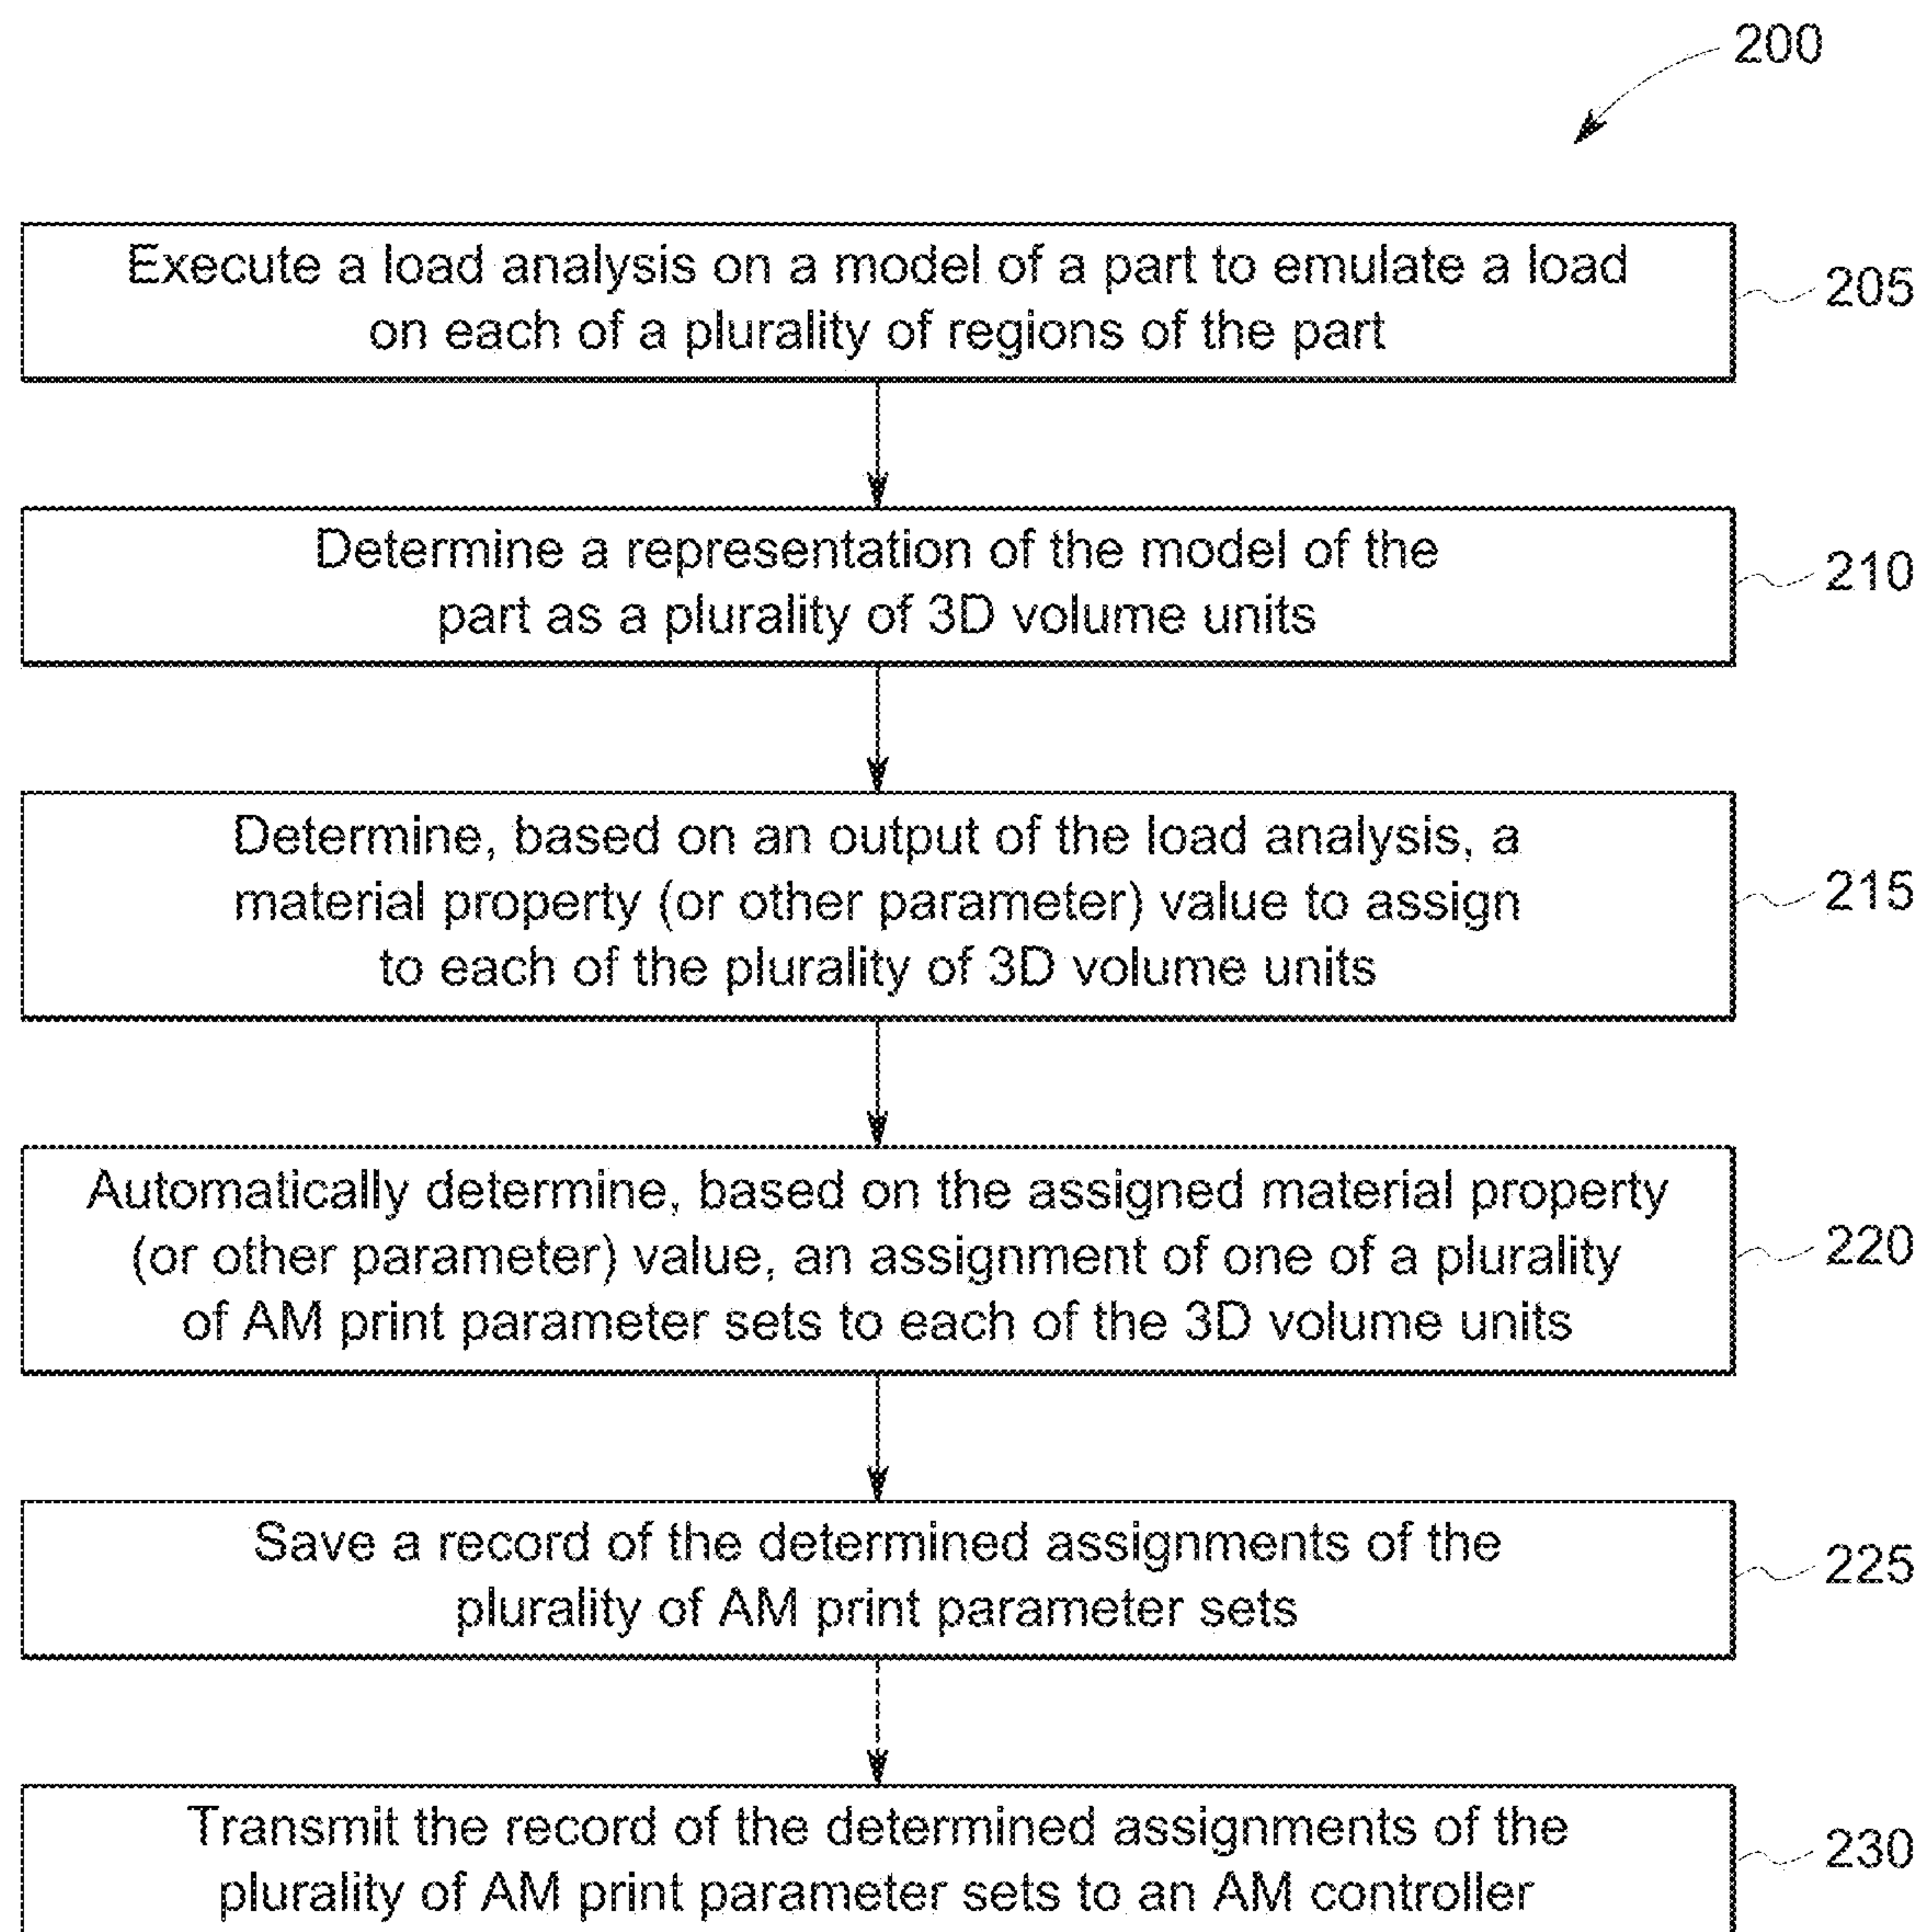 200
Execute a load analysis on a model of a part to emulate a load
on each of a plurality of regions of the part
205
Determine a representation of the model of the
part as a plurality of 3D volume units
210
Determine, based on an output of the load analysis, a
material property (or other parameter) value to assign
to each of the plurality of 3D volume units
215
Automatically determine, based on the assigned material property
(or other parameter) value, an assignment of one of a plurality
of AM print parameter sets to each of the 3D volume units
220
Save a record of the determined assignments of the
plurality of AM print parameter sets
225
Transmit the record of the determined assignments of the
plurality of AM print parameter sets to an AM controller
230